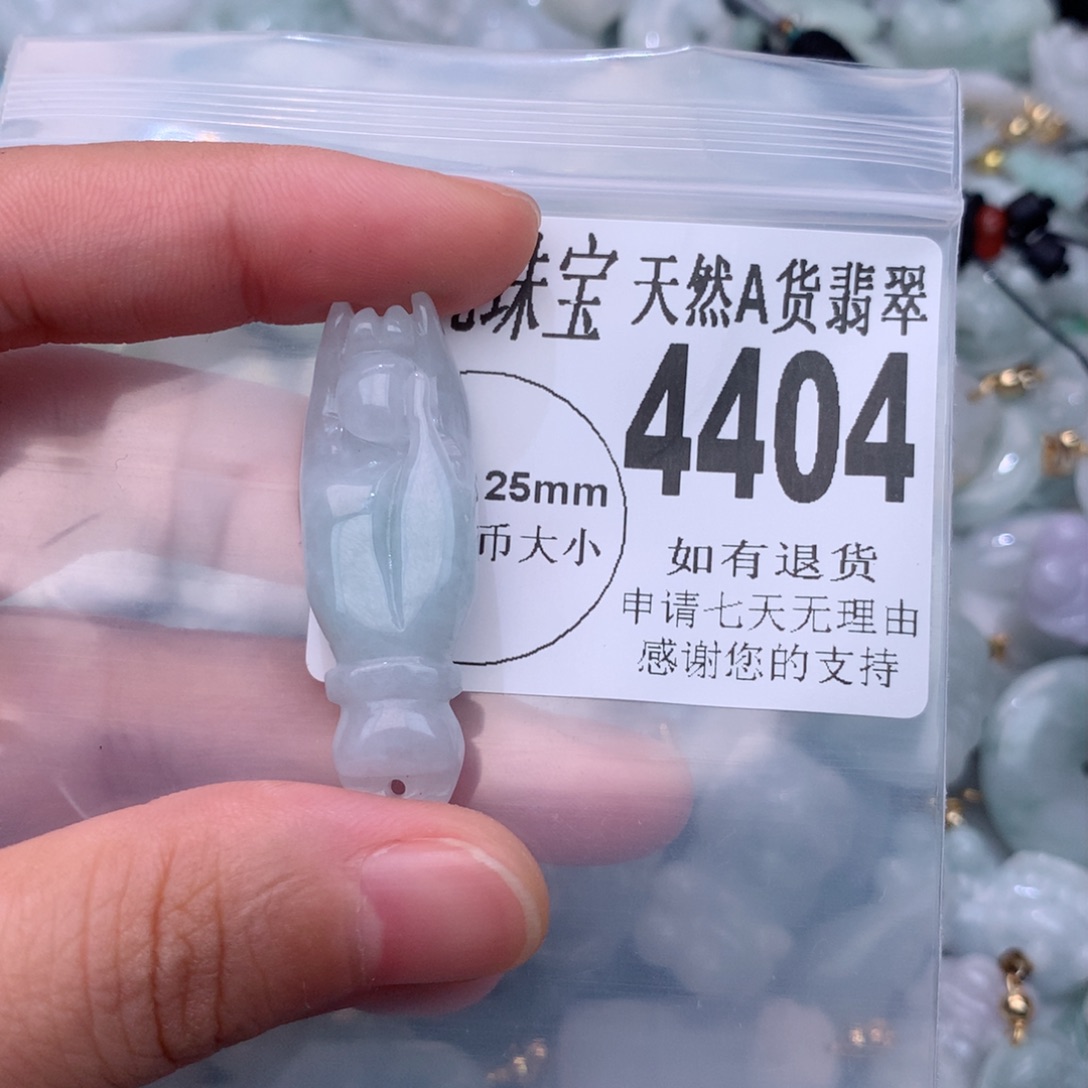 珠宝 天然A货翡翠
4404
25mm
币大小
如有退货
申请七天无理由
感谢您的支持